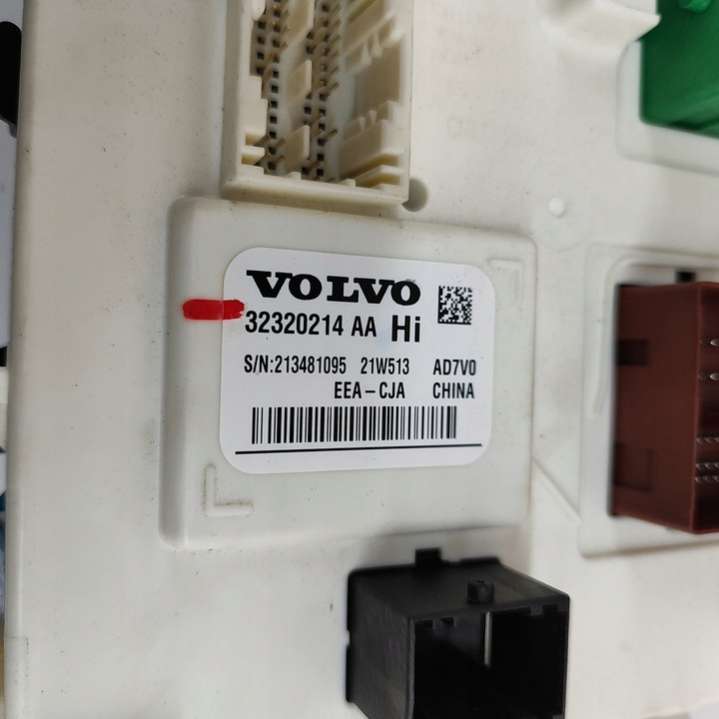 VOLVO
32320214 AA Hi
S/N:213481095 21W513 AD7V0
EEA-CJA CHINA